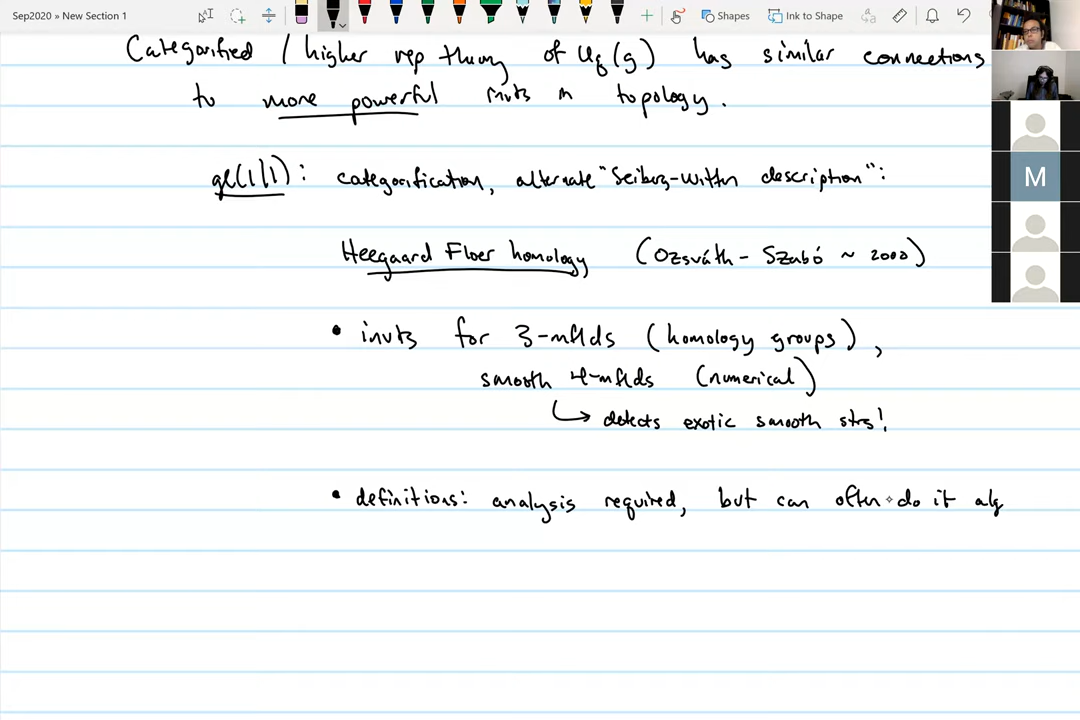 Sep2020 » New Section 1
Shapes
Ink to Shape
Categorified / higher rep theory of Uq(g) has similar connections
to more powerful invts in topology.
gl(1|1): categorification, alternate "Seiberg-Witten description":
Heegaard Floer homology (Ozsváth - Szabó ~ 2000)
• invts for 3-mflds (homology groups),
smooth 4-mflds (numerical)
↳ detects exotic smooth strs!
• definitions: analysis required, but can often do it alg
M